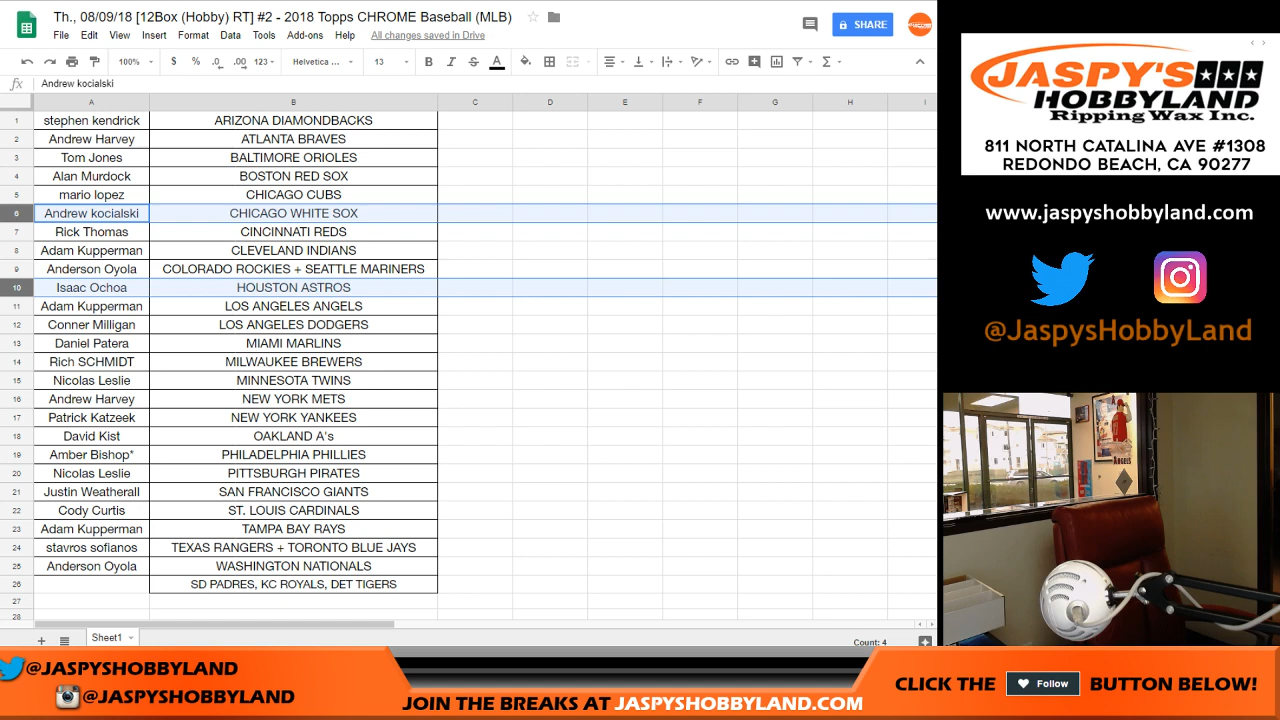 Th., 08/09/18 [12Box (Hobby) RT] #2 - 2018 Topps CHROME Baseball (MLB)
File Edit View Insert Format Data Tools Add-ons Help All changes saved in Drive
SHARE
100% $ % .0 .00 123 Helvetica ... 13 B I S A
fx Andrew kocialski
A B C D E F G H I
1 stephen kendrick ARIZONA DIAMONDBACKS
2 Andrew Harvey ATLANTA BRAVES
3 Tom Jones BALTIMORE ORIOLES
4 Alan Murdock BOSTON RED SOX
5 mario lopez CHICAGO CUBS
6 Andrew kocialski CHICAGO WHITE SOX
7 Rick Thomas CINCINNATI REDS
8 Adam Kupperman CLEVELAND INDIANS
9 Anderson Oyola COLORADO ROCKIES + SEATTLE MARINERS
10 Isaac Ochoa HOUSTON ASTROS
11 Adam Kupperman LOS ANGELES ANGELS
12 Conner Milligan LOS ANGELES DODGERS
13 Daniel Patera MIAMI MARLINS
14 Rich SCHMIDT MILWAUKEE BREWERS
15 Nicolas Leslie MINNESOTA TWINS
16 Andrew Harvey NEW YORK METS
17 Patrick Katzeek NEW YORK YANKEES
18 David Kist OAKLAND A's
19 Amber Bishop* PHILADELPHIA PHILLIES
20 Nicolas Leslie PITTSBURGH PIRATES
21 Justin Weatherall SAN FRANCISCO GIANTS
22 Cody Curtis ST. LOUIS CARDINALS
23 Adam Kupperman TAMPA BAY RAYS
24 stavros sofianos TEXAS RANGERS + TORONTO BLUE JAYS
25 Anderson Oyola WASHINGTON NATIONALS
26 SD PADRES, KC ROYALS, DET TIGERS
27
28
Sheet1
Count: 4
JASPY'S
HOBBYLAND
Ripping Wax Inc.
811 NORTH CATALINA AVE #1308
REDONDO BEACH, CA 90277
www.jaspyshobbyland.com
@JaspysHobbyLand
ANGELS
@JASPYSHOBBYLAND
@JASPYSHOBBYLAND
JOIN THE BREAKS AT JASPYSHOBBYLAND.COM
CLICK THE Follow BUTTON BELOW!